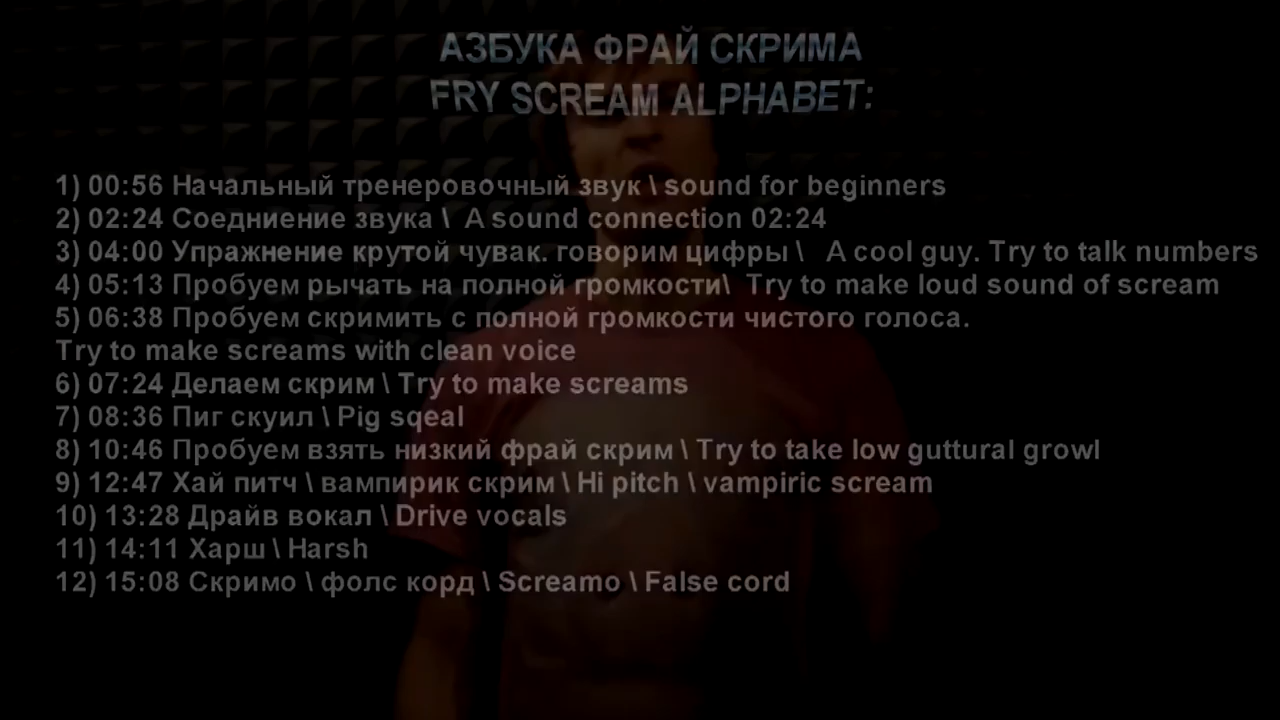 АЗБУКА ФРАЙ СКРИМА
FRY SCREAM ALPHABET:
1) 00:56 Начальный тренеровочный звук \ sound for beginners
2) 02:24 Соедниение звука \ A sound connection 02:24
3) 04:00 Упражнение крутой чувак. говорим цифры \ A cool guy. Try to talk numbers
4) 05:13 Пробуем рычать на полной громкости\ Try to make loud sound of scream
5) 06:38 Пробуем скримить с полной громкости чистого голоса.
Try to make screams with clean voice
6) 07:24 Делаем скрим \ Try to make screams
7) 08:36 Пиг скуил \ Pig sqeal
8) 10:46 Пробуем взять низкий фрай скрим \ Try to take low guttural growl
9) 12:47 Хай питч \ вампирик скрим \ Hi pitch \ vampiric scream
10) 13:28 Драйв вокал \ Drive vocals
11) 14:11 Харш \ Harsh
12) 15:08 Скримо \ фолс корд \ Screamo \ False cord